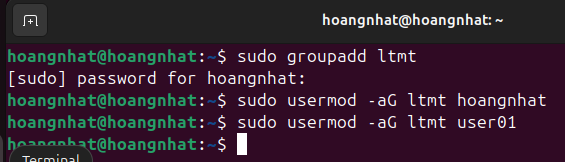 hoangnhat@hoangnhat: ~
hoangnhat@hoangnhat:~$ sudo groupadd ltmt
[sudo] password for hoangnhat:
hoangnhat@hoangnhat:~$ sudo usermod -aG ltmt hoangnhat
hoangnhat@hoangnhat:~$ sudo usermod -aG ltmt user01
hoangnhat@hoangnhat:~$
Terminal